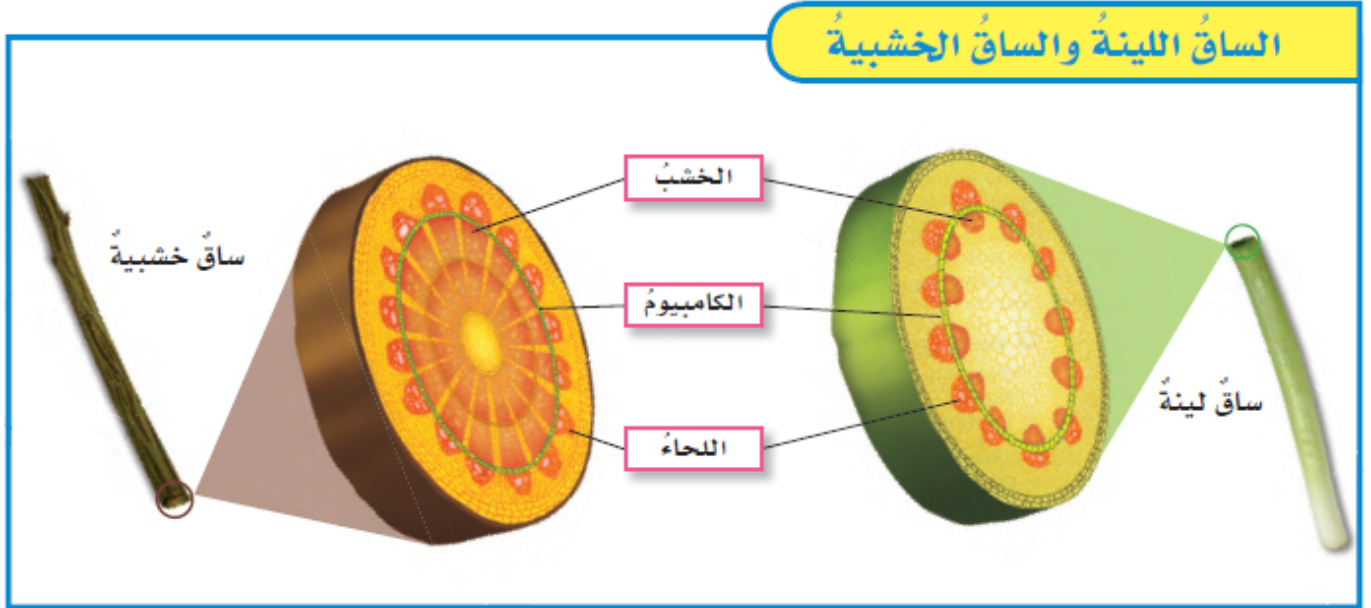 الساقُ اللينةُ والساقُ الخشبيةُ
الخشبُ
ساقٌ خشبيةٌ
الكامبيومُ
ساقٌ لينةٌ
اللحاءُ